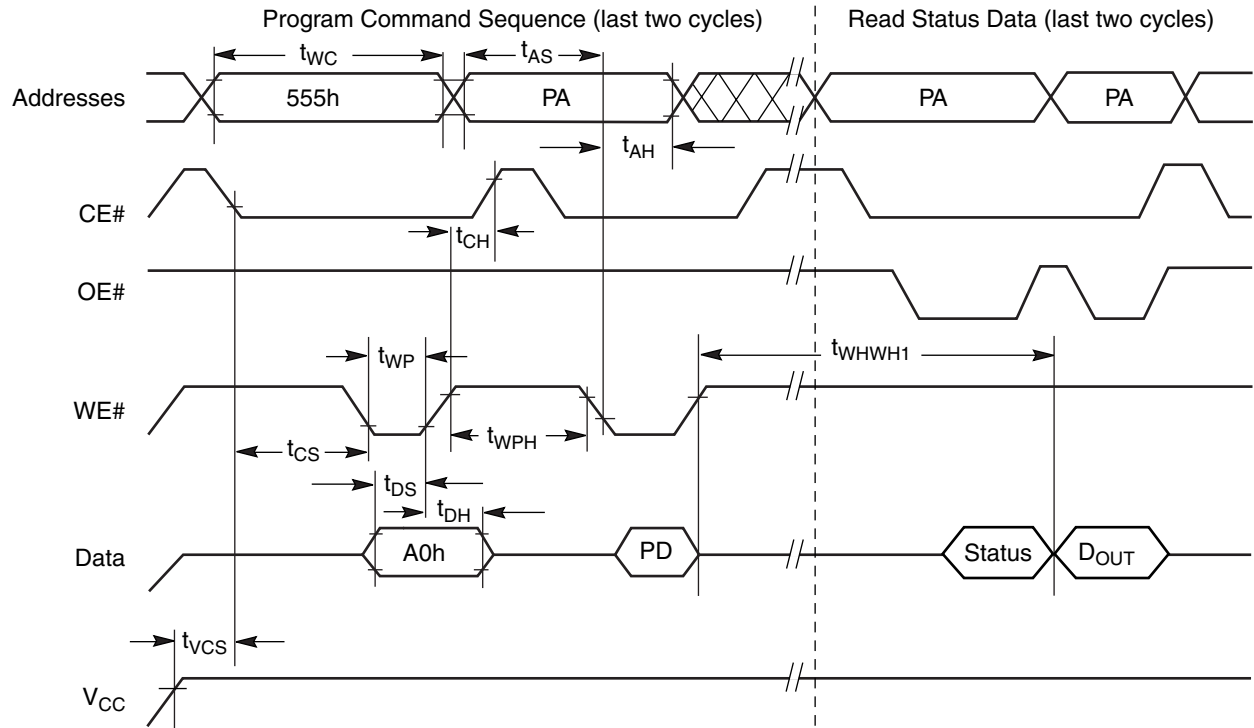 Program Command Sequence (last two cycles)
Read Status Data (last two cycles)
tWC
tAS
Addresses
555h
PA
PA
PA
tAH
CE#
tCH
OE#
tWP
tWHWH1
WE#
tWPH
tCS
tDS
tDH
Data
A0h
PD
Status
DOUT
tVCS
VCC